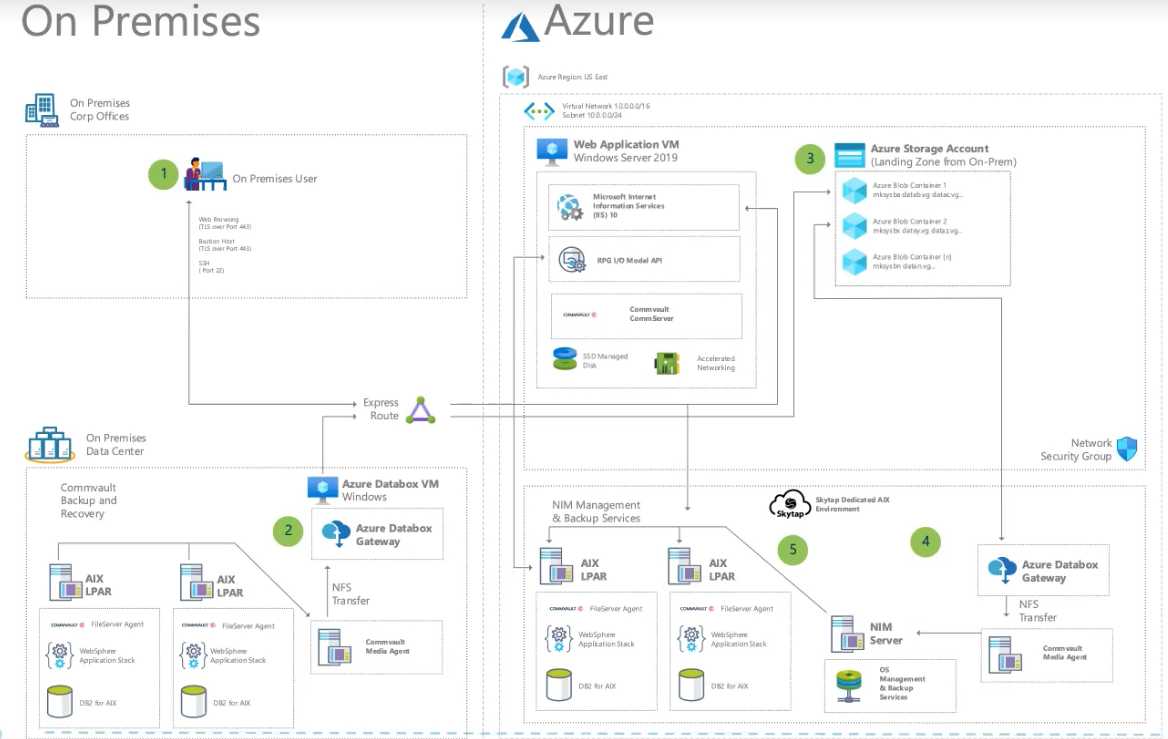 On Premises
Azure
Azure Region: US East
On Premises
Corp Offices
1
On Premises User
Web Browsing
(TLS over Port 443)
Bastion Host
(TLS over Port 443)
SSH
( Port 22)
Virtual Network 10.0.0.0/16
Subnet 10.0.0.0/24
Web Application VM
Windows Server 2019
Microsoft Internet
Information Services
(IIS) 10
RPG I/O Model API
COMMVAULT
Commvault
CommServer
SSD Managed
Disk
Accelerated
Networking
3
Azure Storage Account
(Landing Zone from On-Prem)
Azure Blob Container 1
mksysba datab.vg datac.vg...
Azure Blob Container 2
mksysbx datay.vg dataz.vg...
Azure Blob Container [n]
mksysbn datan.vg...
Network
Security Group
Express
Route
On Premises
Data Center
Commvault
Backup and
Recovery
Azure Databox VM
Windows
2
Azure Databox
Gateway
NFS
Transfer
Commvault
Media Agent
AIX
LPAR
COMMVAULT
FileServer Agent
WebSphere
Application Stack
DB2 for AIX
AIX
LPAR
COMMVAULT
FileServer Agent
WebSphere
Application Stack
DB2 for AIX
NIM Management
& Backup Services
Skytap
Skytap Dedicated AIX
Environment
5
4
AIX
LPAR
COMMVAULT
FileServer Agent
WebSphere
Application Stack
DB2 for AIX
AIX
LPAR
COMMVAULT
FileServer Agent
WebSphere
Application Stack
DB2 for AIX
NIM
Server
OS
Management
& Backup
Services
Azure Databox
Gateway
NFS
Transfer
Commvault
Media Agent